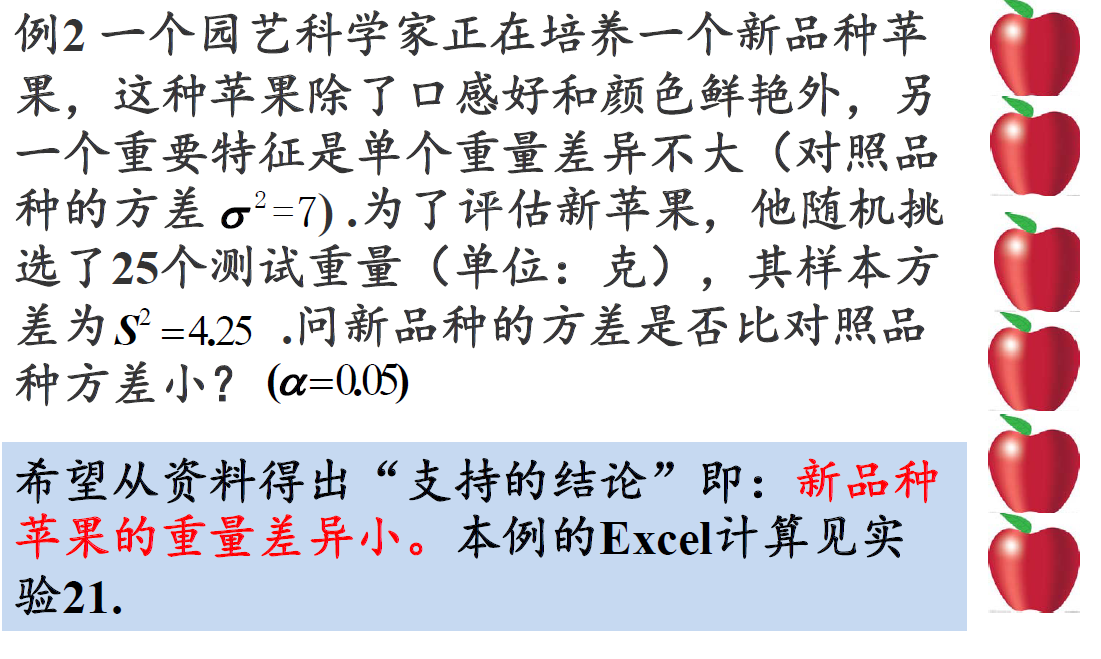 例2 一个园艺科学家正在培养一个新品种苹
果，这种苹果除了口感好和颜色鲜艳外，另
一个重要特征是单个重量差异不大（对照品
种的方差 σ²=7) .为了评估新苹果，他随机挑
选了25个测试重量（单位：克），其样本方
差为 S² =4.25 .问新品种的方差是否比对照品
种方差小？ (α=0.05)
希望从资料得出“支持的结论”即：新品种
苹果的重量差异小。本例的Excel计算见实
验21.